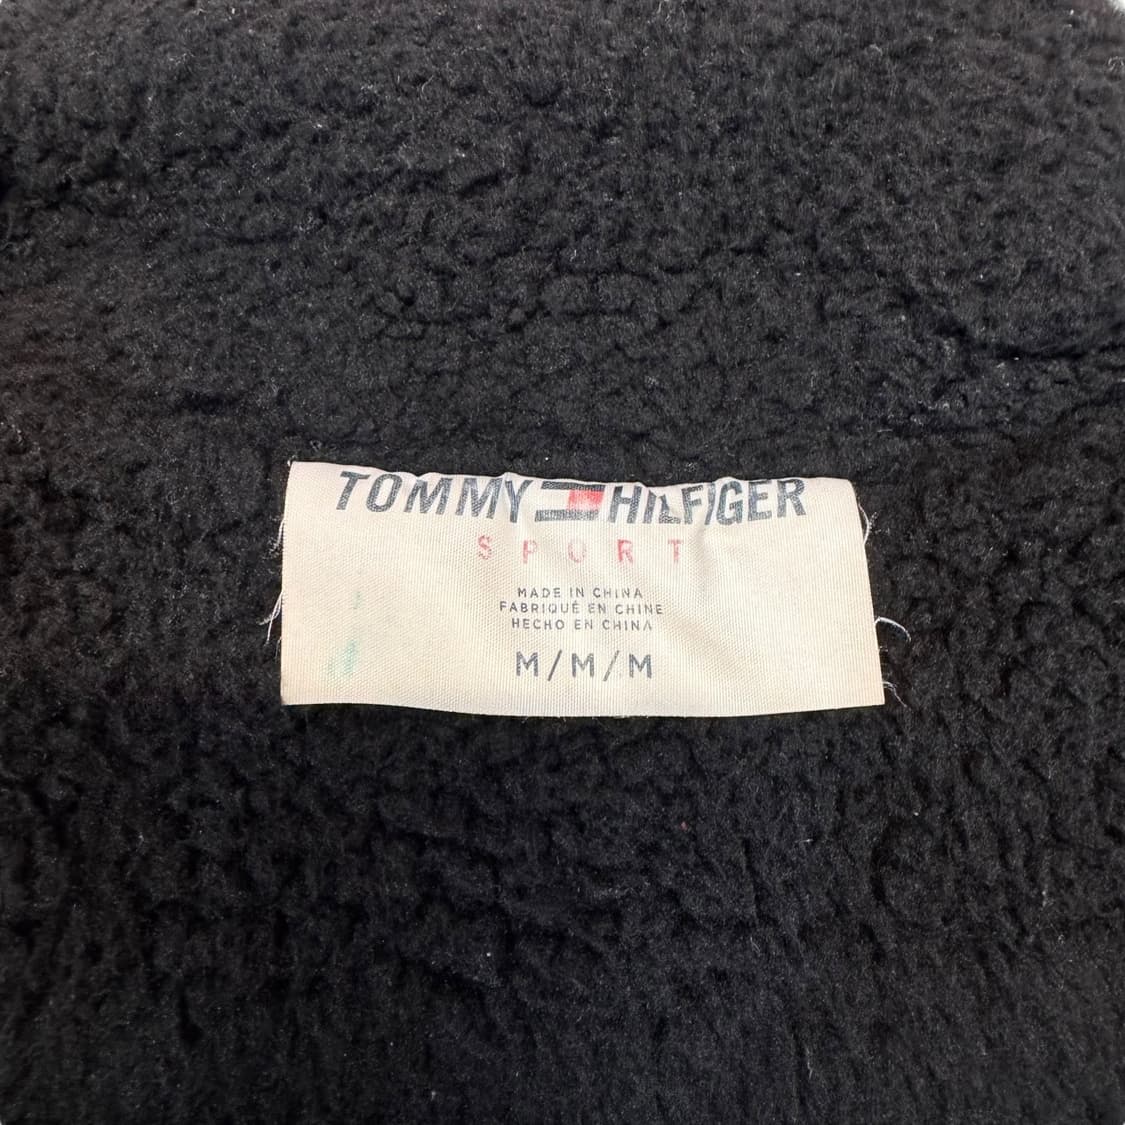 TOMMY HILFIGER
SPORT
MADE IN CHINA
FABRIQUÉ EN CHINE
HECHO EN CHINA
M/M/M